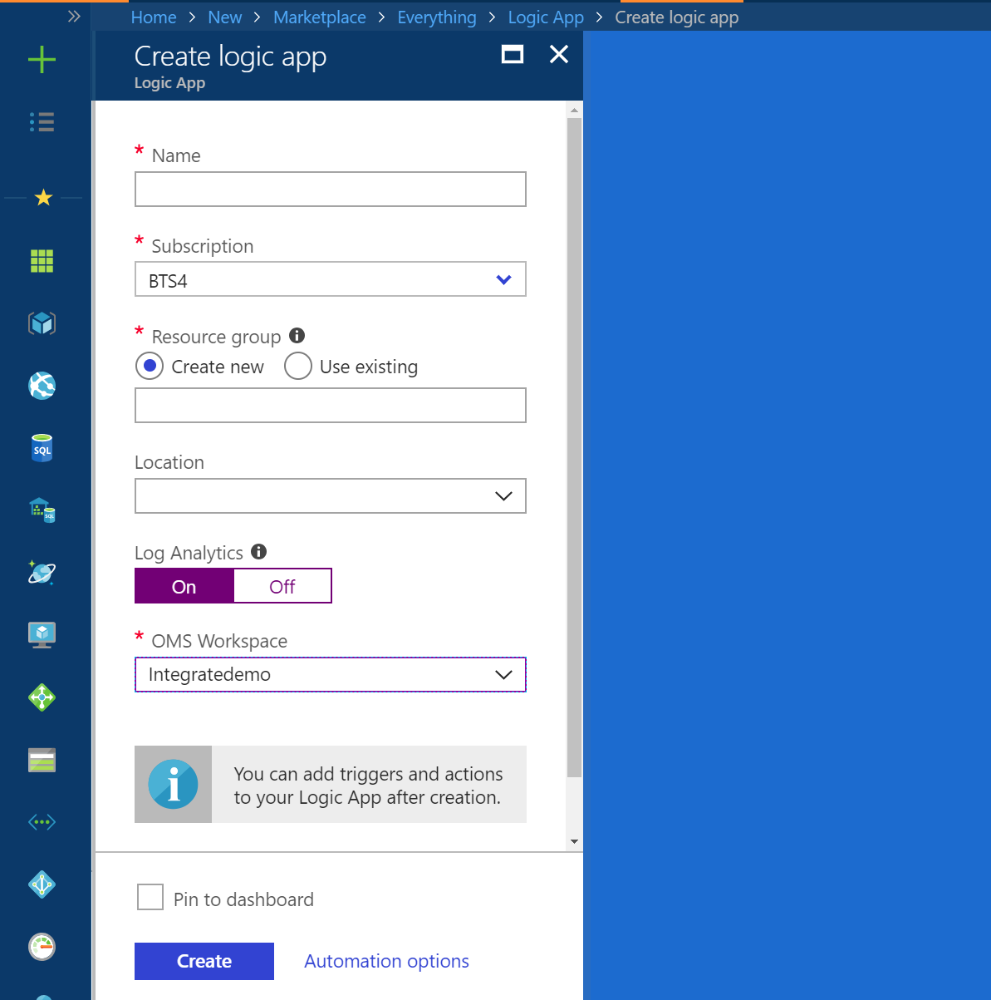 Home > New > Marketplace > Everything > Logic App > Create logic app
Create logic app
Logic App
* Name
* Subscription
BTS4
* Resource group
Create new Use existing
Location
Log Analytics
On Off
* OMS Workspace
Integratedemo
You can add triggers and actions
to your Logic App after creation.
Pin to dashboard
Create Automation options
SQL
SQL